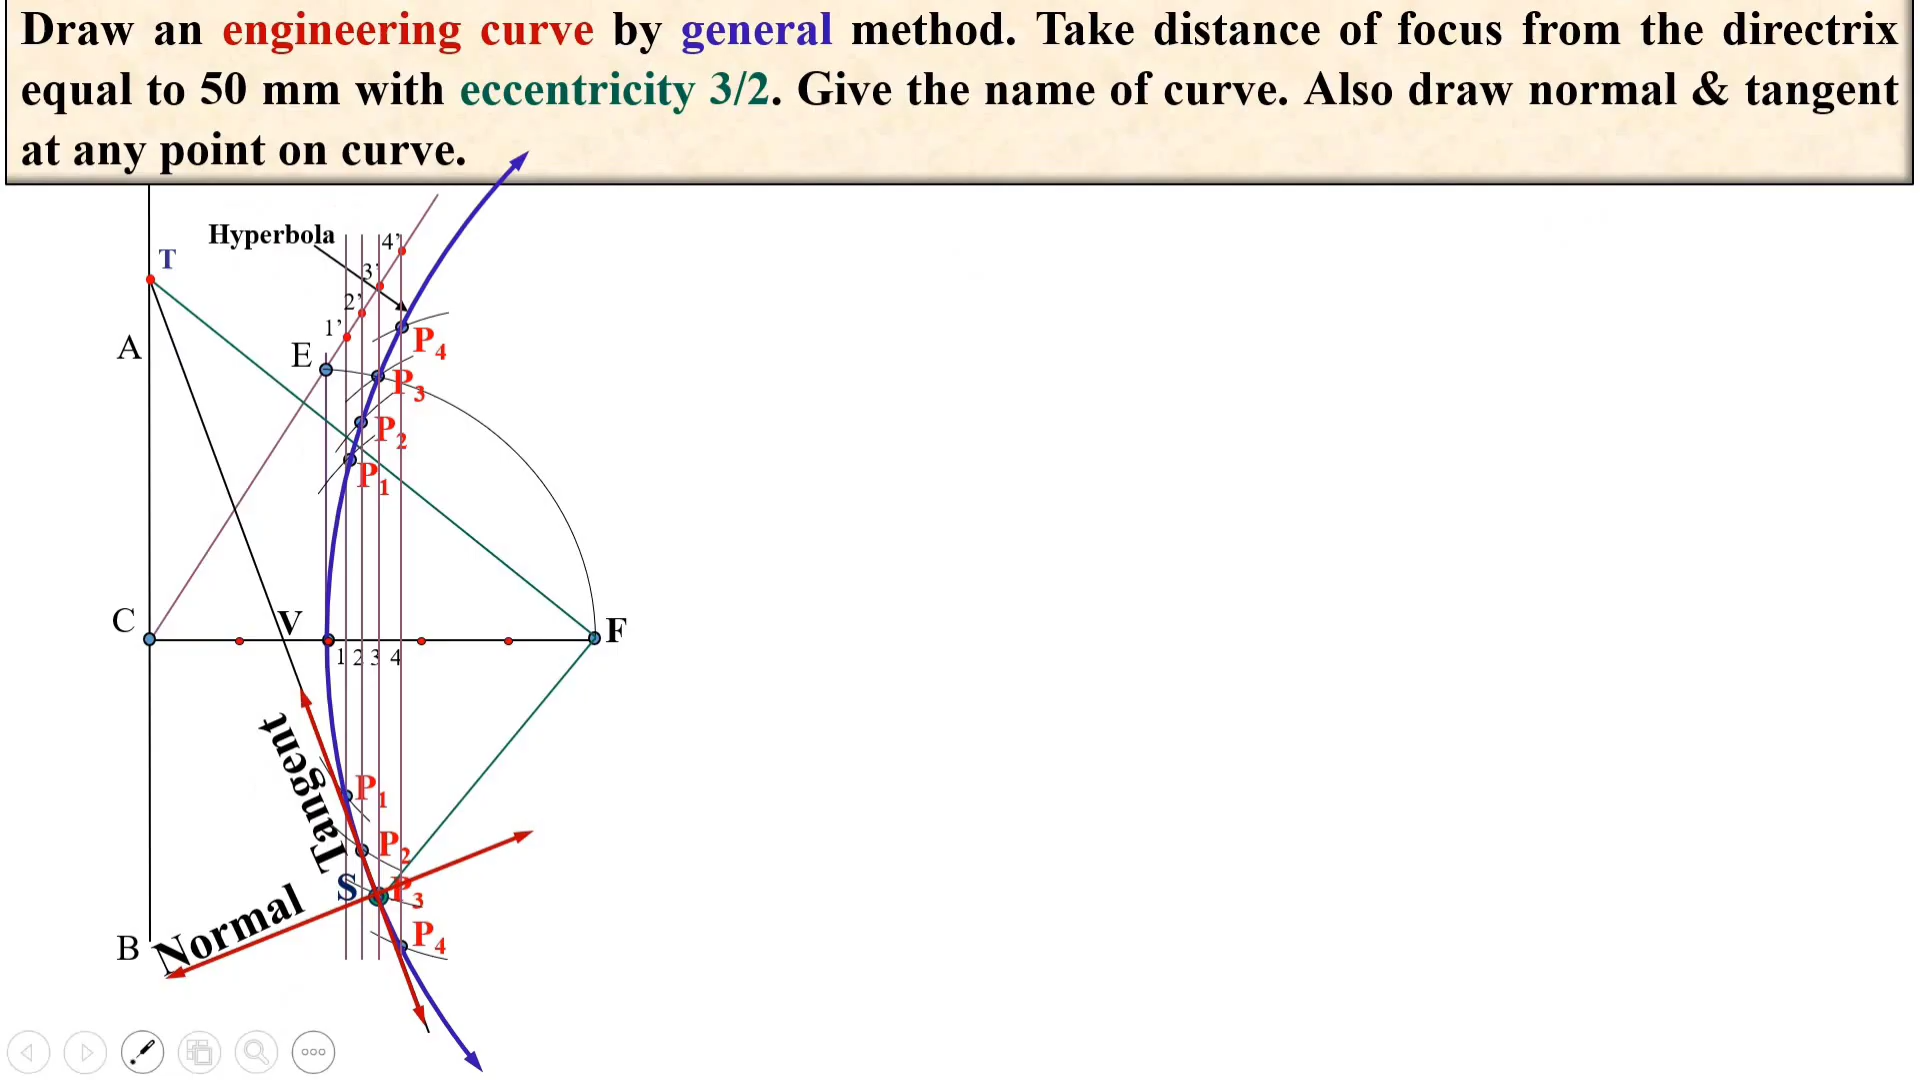 Draw an engineering curve by general method. Take distance of focus from the directrix
equal to 50 mm with eccentricity 3/2. Give the name of curve. Also draw normal & tangent
at any point on curve.
Hyperbola
4'
T
3'
2'
1'
P4
A
E
P3
P2
P1
C
V
F
1 2 3 4
Tangent
P1
P2
S
P3
Normal
P4
B